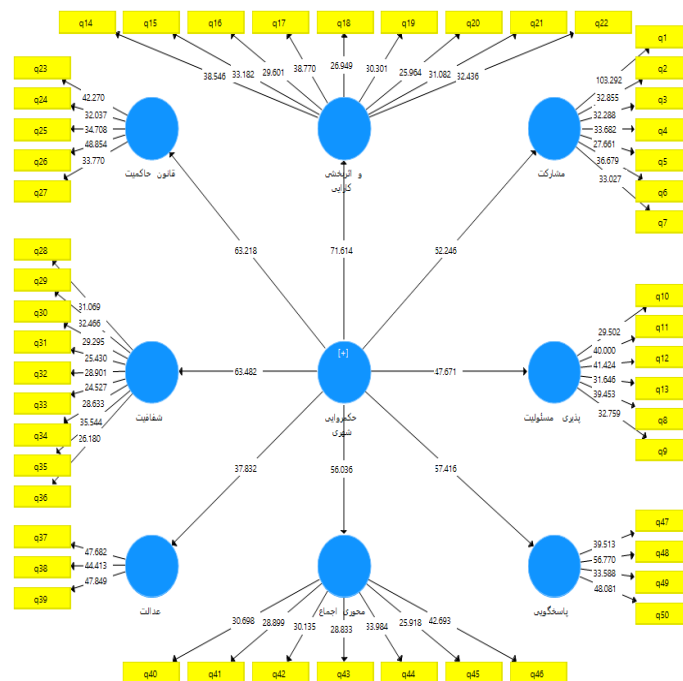 q14 q15 q16 q17 q18 q19 q20 q21 q22
38.546 33.182 29.601 38.770 26.949 30.301 25.964 31.082 32.436
q23
q24
q25
q26
q27
42.270
32.037
34.708
48.854
33.770
قانون حاکمیت
و اثربخشی
کارایی
q1
q2
q3
q4
q5
q6
q7
103.292
32.855
32.288
33.682
27.661
36.679
33.027
مشارکت
63.218
71.614
52.246
q28
q29
q30
q31
q32
q33
q34
q35
q36
31.069
32.466
29.295
25.430
28.901
24.527
28.633
35.544
26.180
شفافیت
63.482
[+]
حکمروایی
شهری
47.671
q10
q11
q12
q13
q8
q9
29.502
40.000
41.424
31.646
39.453
32.759
پذیری مسئولیت
37.832
56.036
57.416
q37
q38
q39
47.682
44.413
47.849
عدالت
محوری اجماع
q47
q48
q49
q50
39.513
56.770
33.588
48.081
پاسخگویی
30.698 28.899 30.135 28.833 33.984 25.918 42.693
q40 q41 q42 q43 q44 q45 q46